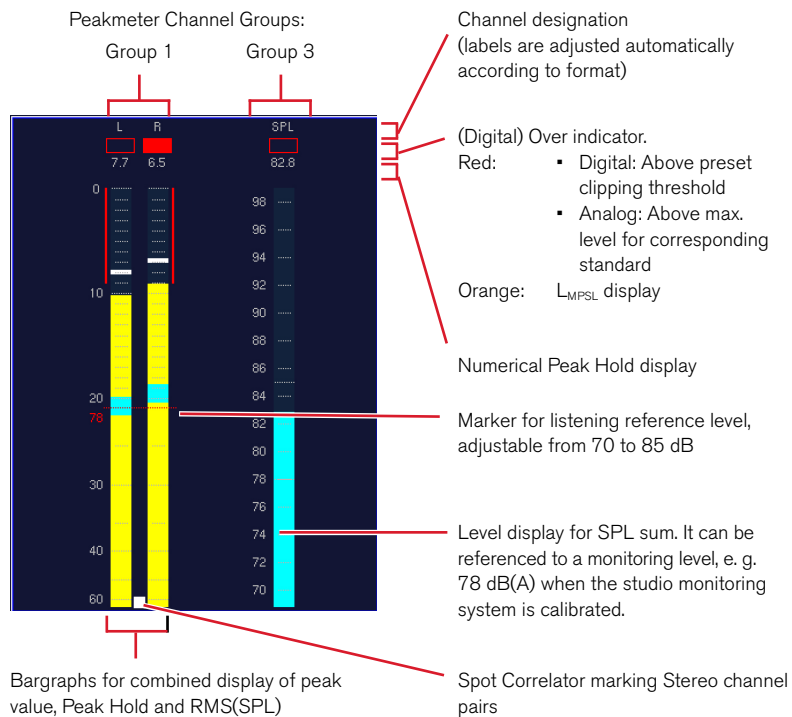 Peakmeter Channel Groups:
Group 1
Group 3
Channel designation
(labels are adjusted automatically
according to format)
L
R
SPL
7.7
6.5
82.8
(Digital) Over indicator.
Red:
▪ Digital: Above preset
clipping threshold
▪ Analog: Above max.
level for corresponding
standard
Orange:
LMPSL display
Numerical Peak Hold display
0
10
20
78
30
40
60
98
96
94
92
90
88
86
84
82
80
78
76
74
72
70
Marker for listening reference level,
adjustable from 70 to 85 dB
Level display for SPL sum. It can be
referenced to a monitoring level, e. g.
78 dB(A) when the studio monitoring
system is calibrated.
Bargraphs for combined display of peak
value, Peak Hold and RMS(SPL)
Spot Correlator marking Stereo channel
pairs